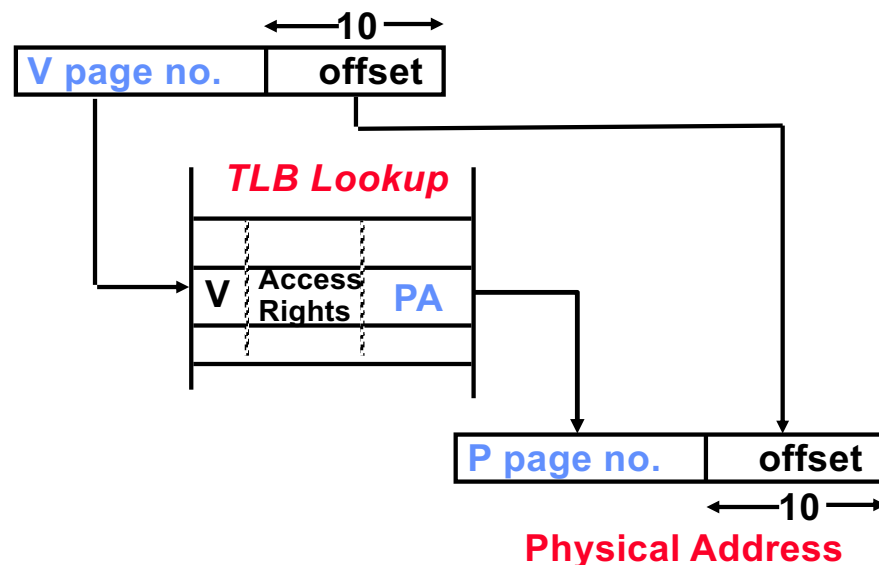 10
V page no. offset
TLB Lookup
V Access Rights PA
P page no. offset
10
Physical Address